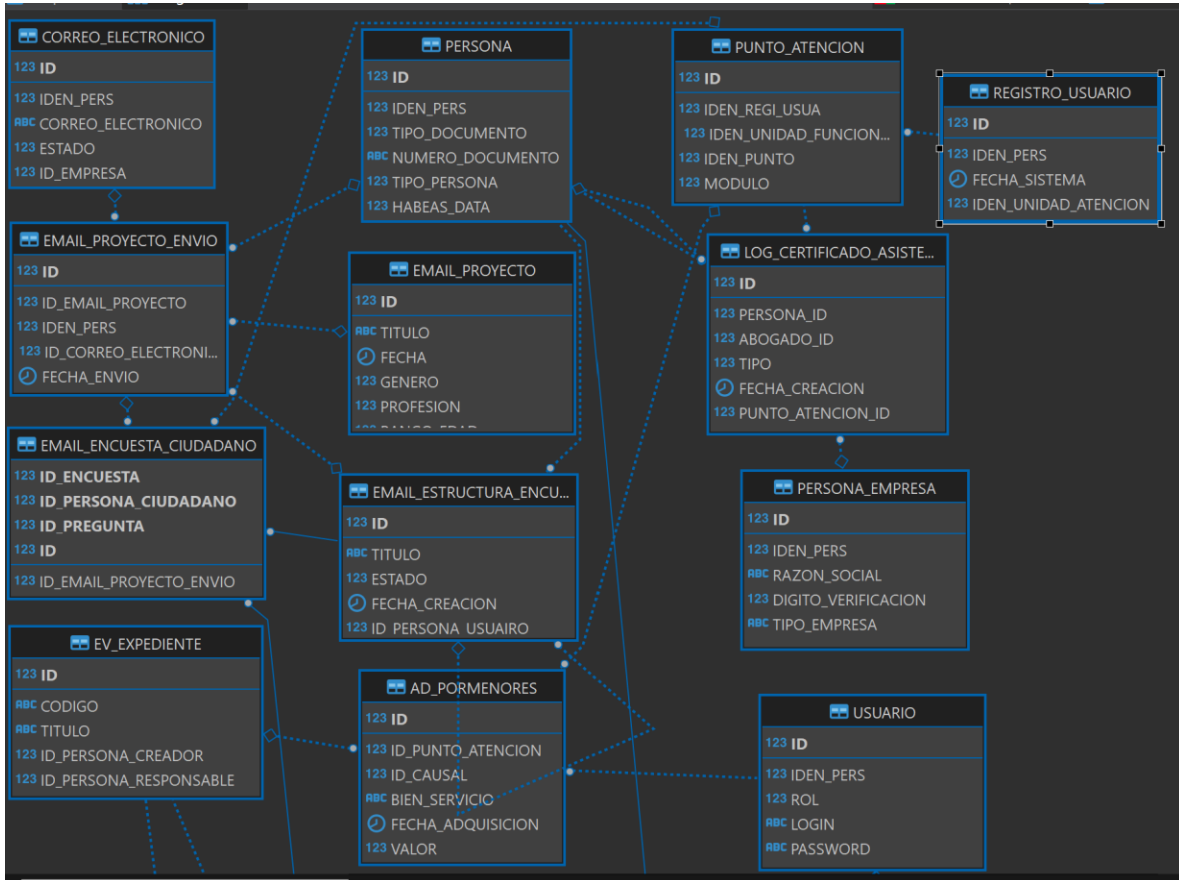 CORREO_ELECTRONICO
123 ID
123 IDEN_PERS
ABC CORREO_ELECTRONICO
123 ESTADO
123 ID_EMPRESA
PERSONA
123 ID
123 IDEN_PERS
123 TIPO_DOCUMENTO
ABC NUMERO_DOCUMENTO
123 TIPO_PERSONA
123 HABEAS_DATA
PUNTO_ATENCION
123 ID
123 IDEN_REGI_USUA
123 IDEN_UNIDAD_FUNCION...
123 IDEN_PUNTO
123 MODULO
REGISTRO_USUARIO
123 ID
123 IDEN_PERS
FECHA_SISTEMA
123 IDEN_UNIDAD_ATENCION
EMAIL_PROYECTO_ENVIO
123 ID
123 ID_EMAIL_PROYECTO
123 IDEN_PERS
123 ID_CORREO_ELECTRONI...
FECHA_ENVIO
EMAIL_PROYECTO
123 ID
ABC TITULO
FECHA
123 GENERO
123 PROFESION
LOG_CERTIFICADO_ASISTE...
123 ID
123 PERSONA_ID
123 ABOGADO_ID
123 TIPO
FECHA_CREACION
123 PUNTO_ATENCION_ID
EMAIL_ENCUESTA_CIUDADANO
123 ID_ENCUESTA
123 ID_PERSONA_CIUDADANO
123 ID_PREGUNTA
123 ID
123 ID_EMAIL_PROYECTO_ENVIO
EMAIL_ESTRUCTURA_ENCU...
123 ID
ABC TITULO
123 ESTADO
FECHA_CREACION
123 ID_PERSONA_USUAIRO
PERSONA_EMPRESA
123 ID
123 IDEN_PERS
ABC RAZON_SOCIAL
123 DIGITO_VERIFICACION
ABC TIPO_EMPRESA
EV_EXPEDIENTE
123 ID
ABC CODIGO
ABC TITULO
123 ID_PERSONA_CREADOR
123 ID_PERSONA_RESPONSABLE
AD_PORMENORES
123 ID
123 ID_PUNTO_ATENCION
123 ID_CAUSAL
ABC BIEN_SERVICIO
FECHA_ADQUISICION
123 VALOR
USUARIO
123 ID
123 IDEN_PERS
123 ROL
ABC LOGIN
ABC PASSWORD